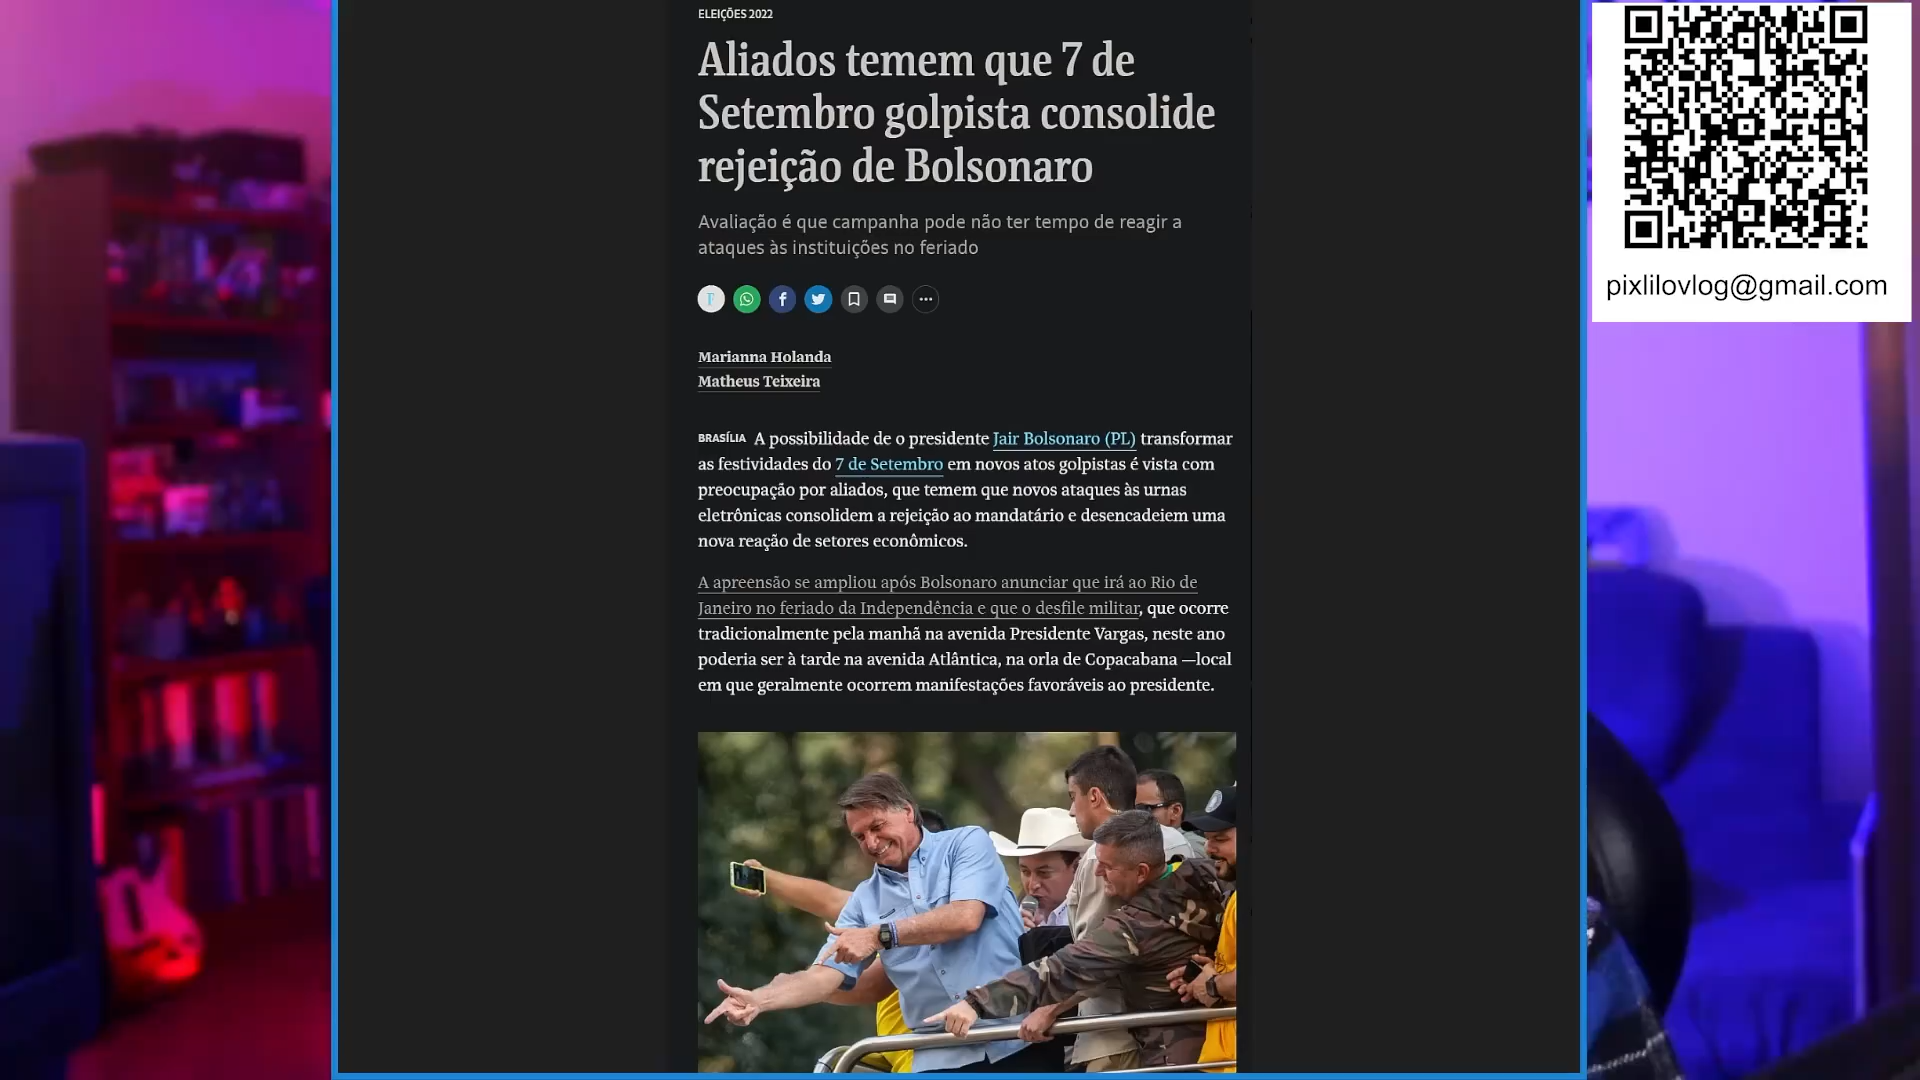 ELEIÇÕES 2022
Aliados temem que 7 de
Setembro golpista consolide
rejeição de Bolsonaro
Avaliação é que campanha pode não ter tempo de reagir a
ataques às instituições no feriado
Marianna Holanda
Matheus Teixeira
BRASÍLIA A possibilidade de o presidente Jair Bolsonaro (PL) transformar
as festividades do 7 de Setembro em novos atos golpistas é vista com
preocupação por aliados, que temem que novos ataques às urnas
eletrônicas consolidem a rejeição ao mandatário e desencadeiem uma
nova reação de setores econômicos.
A apreensão se ampliou após Bolsonaro anunciar que irá ao Rio de
Janeiro no feriado da Independência e que o desfile militar, que ocorre
tradicionalmente pela manhã na avenida Presidente Vargas, neste ano
poderia ser à tarde na avenida Atlântica, na orla de Copacabana —local
em que geralmente ocorrem manifestações favoráveis ao presidente.
pixlilovlog@gmail.com